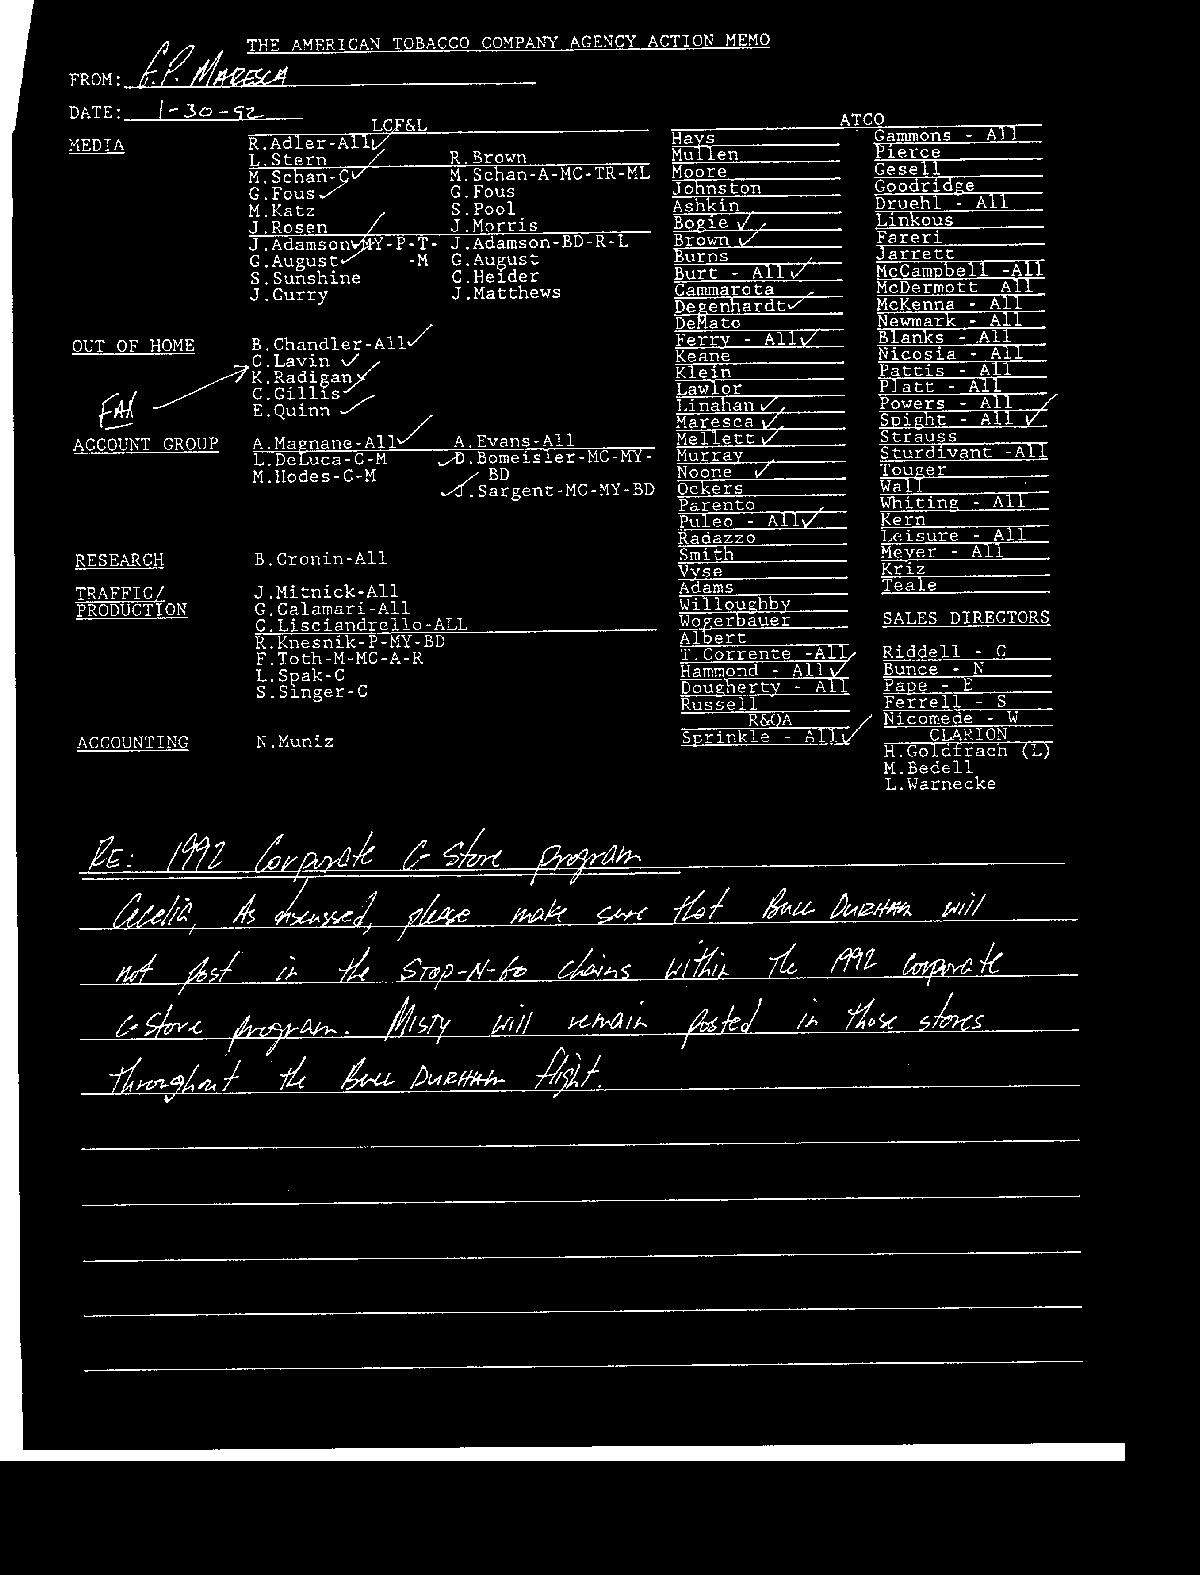 THE AMERICAN TOBACCO COMPANY AGENCY ACTION MEMO
FROM: F.P. MARESCA
DATE: 1-30-92
LCF&L
MEDIA
R.Adler-All ✓
L.Stern R.Brown
M.Schan-C ✓ M.Schan-A-MC-TR-ML
G.Fous ✓ G.Fous
M.Katz S.Pool
J.Rosen J.Morris
J.Adamson ✓ MY-P-T- J.Adamson-BD-R-L
G.August ✓ -M G.August
S.Sunshine C.Heider
J.Curry J.Matthews
OUT OF HOME
B.Chandler-All ✓
C.Lavin ✓
K.Radigan ✓
C.Gillis ✓
E.Quinn ✓
FAX
ACCOUNT GROUP
A.Magnane-All ✓ A.Evans-All
L.DeLuca-C-M ✓ D.Bomeisler-MC-MY-
M.Hodes-C-M BD
✓ J.Sargent-MC-MY-BD
RESEARCH B.Cronin-All
TRAFFIC/ J.Mitnick-All
PRODUCTION G.Calamari-All
C.Lisciandrello-ALL
R.Knesnik-P-MY-BD
F.Toth-M-MC-A-R
L.Spak-C
S.Singer-C
ACCOUNTING N.Muniz
ATCO
Hays
Mullen
Moore
Johnston
Ashkin
Bogie ✓
Brown ✓
Burns
Burt - All ✓
Cammarota
Degenhardt ✓
DeMato
Ferry - All ✓
Keane
Klein
Lawlor
Linahan ✓
Maresca ✓
Mellett ✓
Murray
Noone ✓
Ockers
Parento
Puleo - All ✓
Radazzo
Smith
Vyse
Adams
Willoughby
Wogerbauer
Albert
T.Corrente -All
Hammond - All ✓
Dougherty - All
Russell
R&OA
Sprinkle - All ✓
Gammons - All
Pierce
Gesell
Goodridge
Druehl - All
Linkous
Fareri
Jarrett
McCampbell -All
McDermott All
McKenna - All
Newmark - All
Blanks - All
Nicosia - All
Pattis - All
Platt - All
Powers - All
Spight - All ✓
Strauss
Sturdivant -All
Touger
Wall
Whiting - All
Kern
Leisure - All
Meyer - All
Kriz
Teale
SALES DIRECTORS
Riddell - C
Bunce - N
Pape - E
Ferrell - S
Nicomede - W
CLARION
H.Goldfrach (L)
M.Bedell
L.Warnecke
RE: 1992 Corporate C-Store program
Cecelia, As discussed, please make sure that BULL DURHAM will
not post in the STOP-N-GO chains within the 1992 corporate
C-Store program. MISTY will remain posted in those stores
throughout the BULL DURHAM flight.